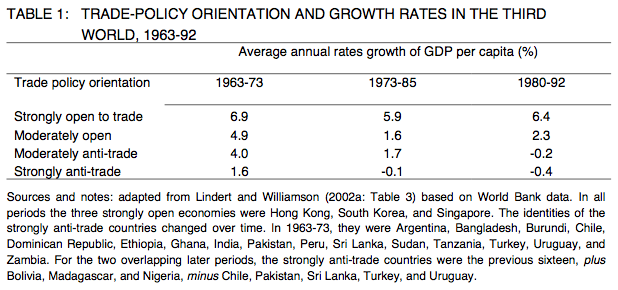 TABLE 1: TRADE-POLICY ORIENTATION AND GROWTH RATES IN THE THIRD
WORLD, 1963-92
Average annual rates growth of GDP per capita (%)
Trade policy orientation 1963-73 1973-85 1980-92
Strongly open to trade 6.9 5.9 6.4
Moderately open 4.9 1.6 2.3
Moderately anti-trade 4.0 1.7 -0.2
Strongly anti-trade 1.6 -0.1 -0.4
Sources and notes: adapted from Lindert and Williamson (2002a: Table 3) based on World Bank data. In all
periods the three strongly open economies were Hong Kong, South Korea, and Singapore. The identities of the
strongly anti-trade countries changed over time. In 1963-73, they were Argentina, Bangladesh, Burundi, Chile,
Dominican Republic, Ethiopia, Ghana, India, Pakistan, Peru, Sri Lanka, Sudan, Tanzania, Turkey, Uruguay, and
Zambia. For the two overlapping later periods, the strongly anti-trade countries were the previous sixteen, plus
Bolivia, Madagascar, and Nigeria, minus Chile, Pakistan, Sri Lanka, Turkey, and Uruguay.